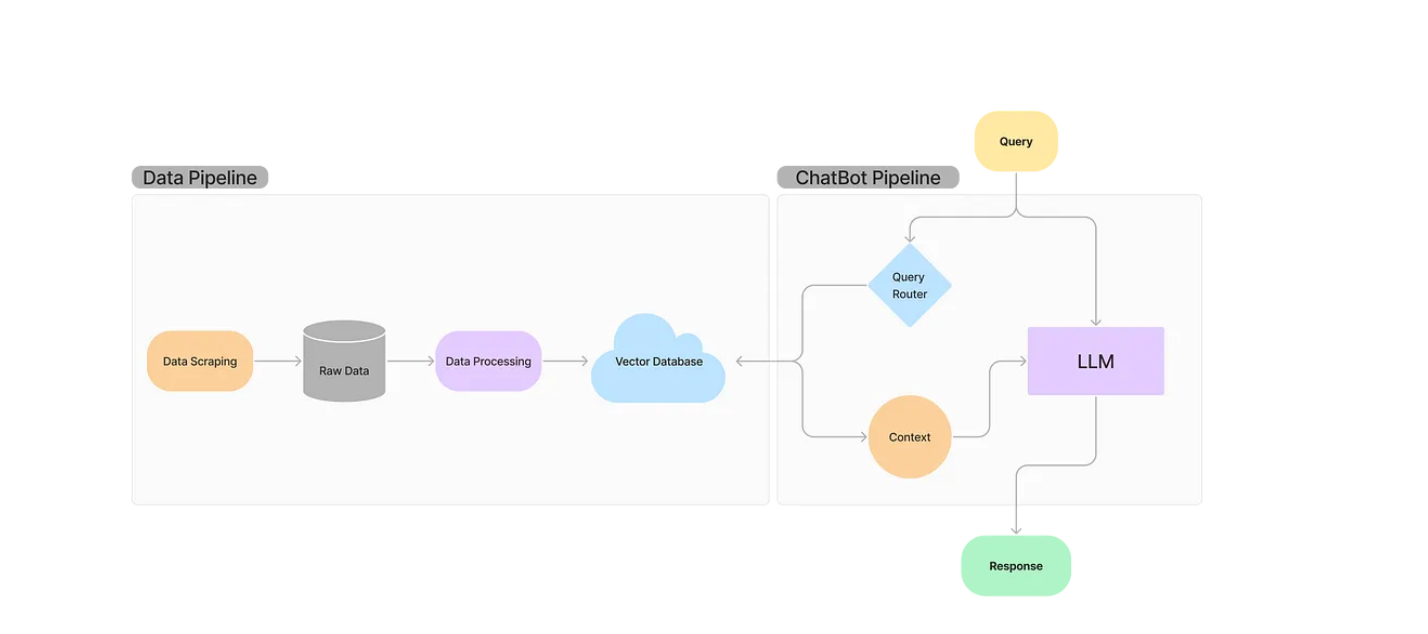 Query
Data Pipeline
ChatBot Pipeline
Query
Router
Data Scraping
Raw Data
Data Processing
Vector Database
LLM
Context
Response